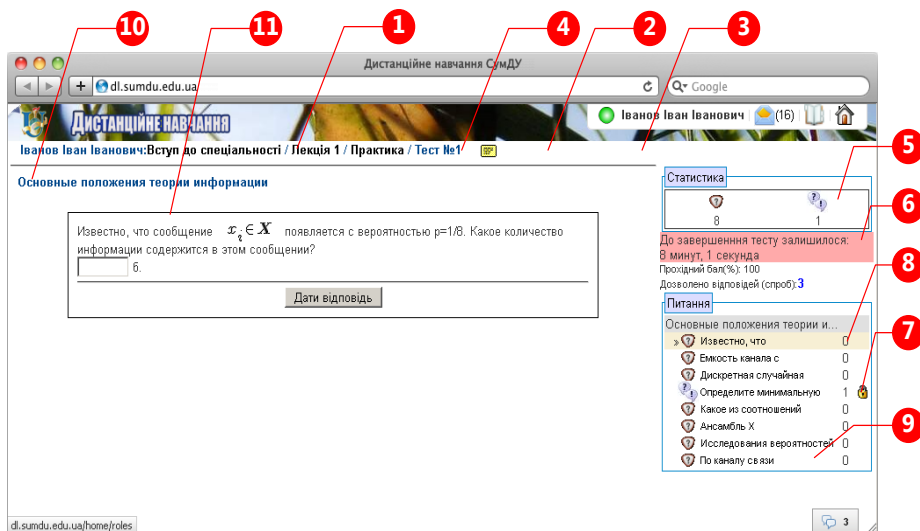 10 11 1 4 2 3
Дистанційне навчання СумДУ
dl.sumdu.edu.ua
Google
Дистанційне навчання
Іванов Іван Іванович (16)
Іванов Іван Іванович:Вступ до спеціальності / Лекція 1 / Практика / Тест №1
Основные положения теории информации
Известно, что сообщение x_i ∈ X появляется с вероятностью p=1/8. Какое количество
информации содержится в этом сообщении?
б.
Дати відповідь
Статистика
5
8 1
6
До завершенння тесту залишилося:
8 минут, 1 секунда
Прохідний бал(%): 100
8
Дозволено відповідей (спроб):3
Питання
Основные положения теории и...
7
» Известно, что 0
Емкость канала с 0
Дискретная случайная 0
Определите минимальную 1
Какое из соотношений 0
9
Ансамбль X 0
Исследования вероятностей 0
По каналу связи 0
dl.sumdu.edu.ua/home/roles
3